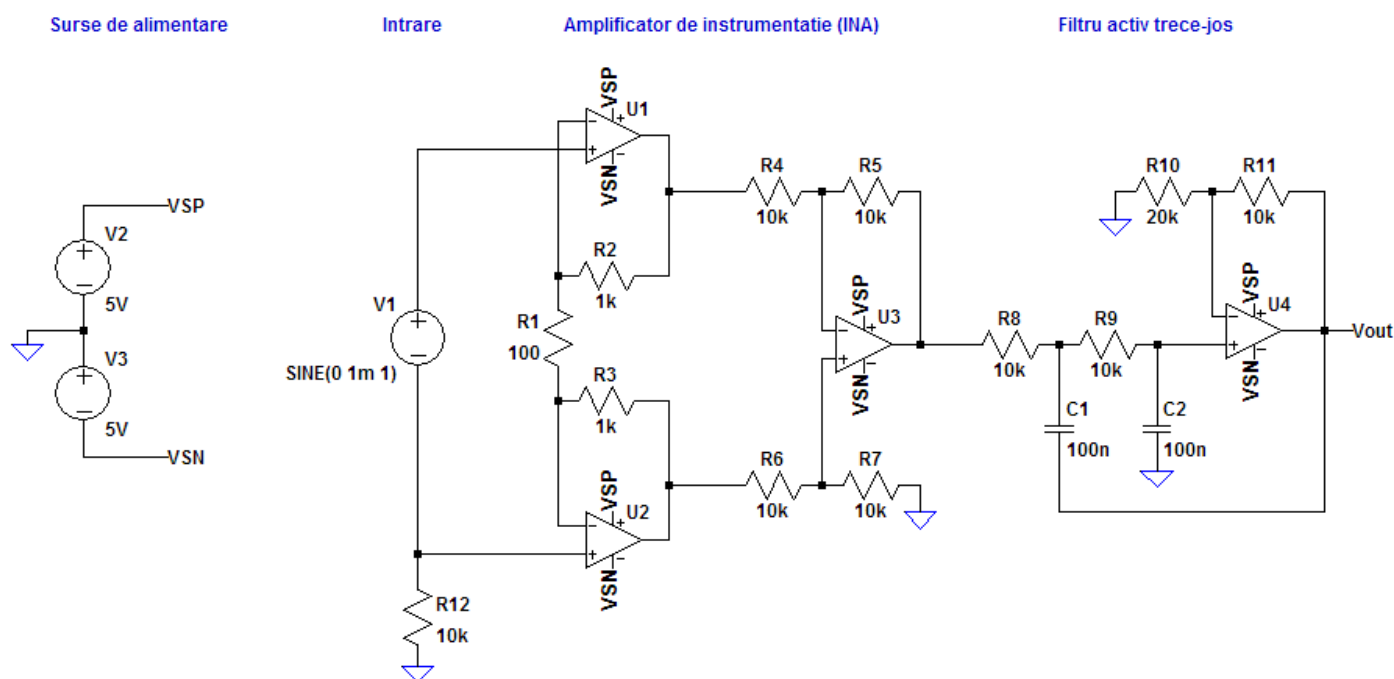 Surse de alimentare
Intrare
Amplificator de instrumentatie (INA)
Filtru activ trece-jos
VSP
V2
5V
V3
5V
VSN
V1
SINE(0 1m 1)
R12
10k
VSP
U1
VSN
R2
1k
R1
100
R3
1k
VSP
U2
VSN
R4
10k
R5
10k
VSP
U3
VSN
R6
10k
R7
10k
R8
10k
R9
10k
C1
100n
C2
100n
R10
20k
R11
10k
VSP
U4
VSN
Vout